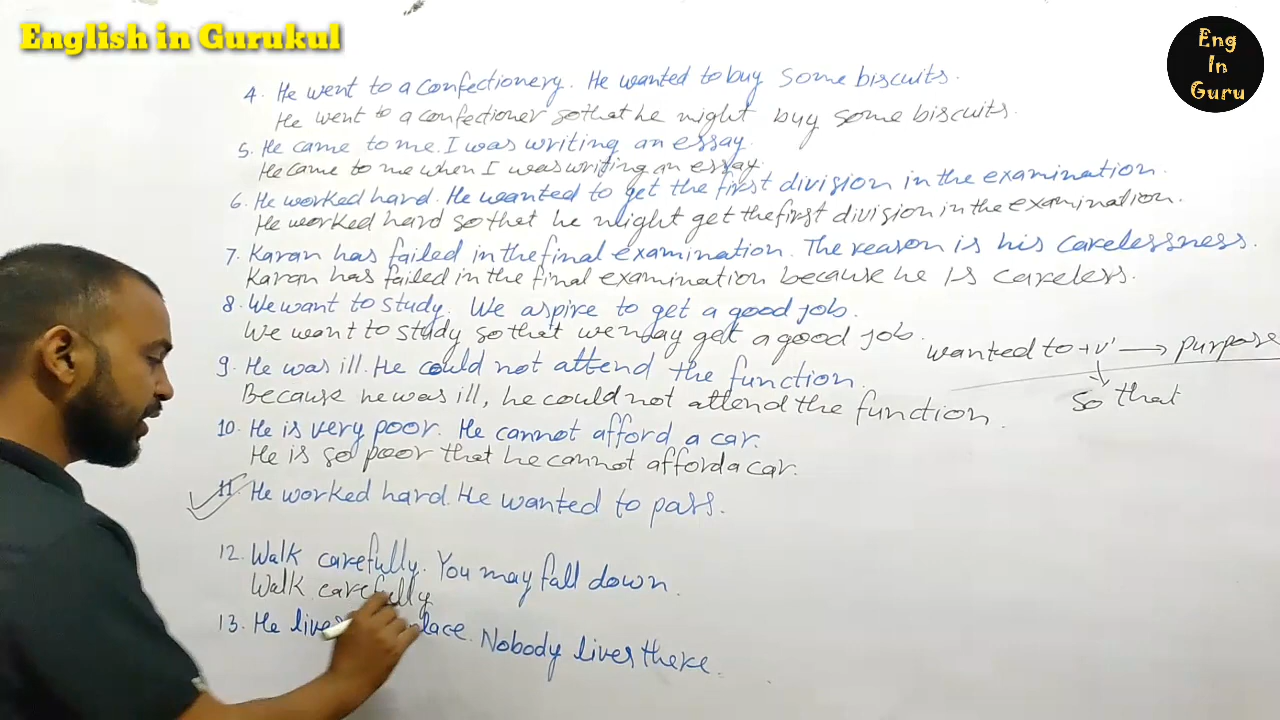 English in Gurukul
Eng
In
Guru
4. He went to a confectionery. He wanted to buy some biscuits.
He went to a confectioner so that he might buy some biscuits.
5. He came to me. I was writing an essay.
He came to me when I was writing an essay.
6. He worked hard. He wanted to get the first division in the examination.
He worked hard so that he might get the first division in the examination.
7. Karan has failed in the final examination. The reason is his carelessness.
Karan has failed in the final examination because he is careless.
8. We want to study. We aspire to get a good job.
We want to study so that we may get a good job.
wanted to + v' → purpose
so that
9. He was ill. He could not attend the function.
Because he was ill, he could not attend the function.
10. He is very poor. He cannot afford a car.
He is so poor that he cannot afford a car.
11. He worked hard. He wanted to pass.
12. Walk carefully. You may fall down.
Walk carefully
13. He lives place. Nobody lives there.